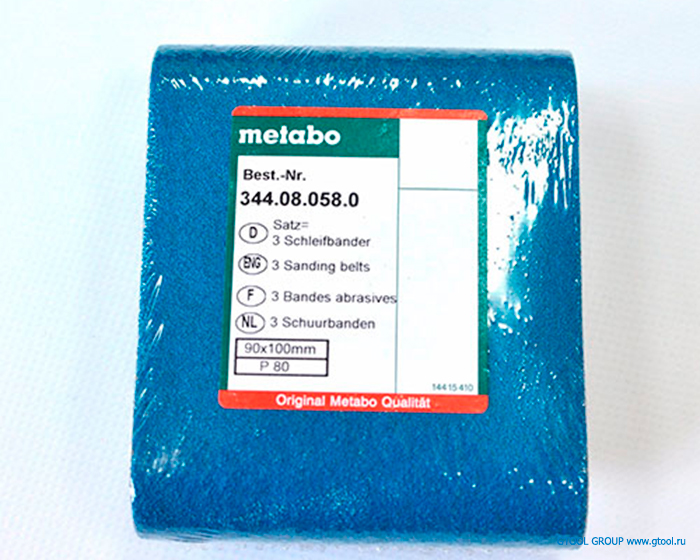 metabo
Best.-Nr.
344.08.058.0
D Satz=
3 Schleifbander
ENG 3 Sanding belts
F 3 Bandes abrasives
NL 3 Schuurbanden
90x100mm
P 80
144 15 410
Original Metabo Qualität
GTOOL GROUP www.gtool.ru